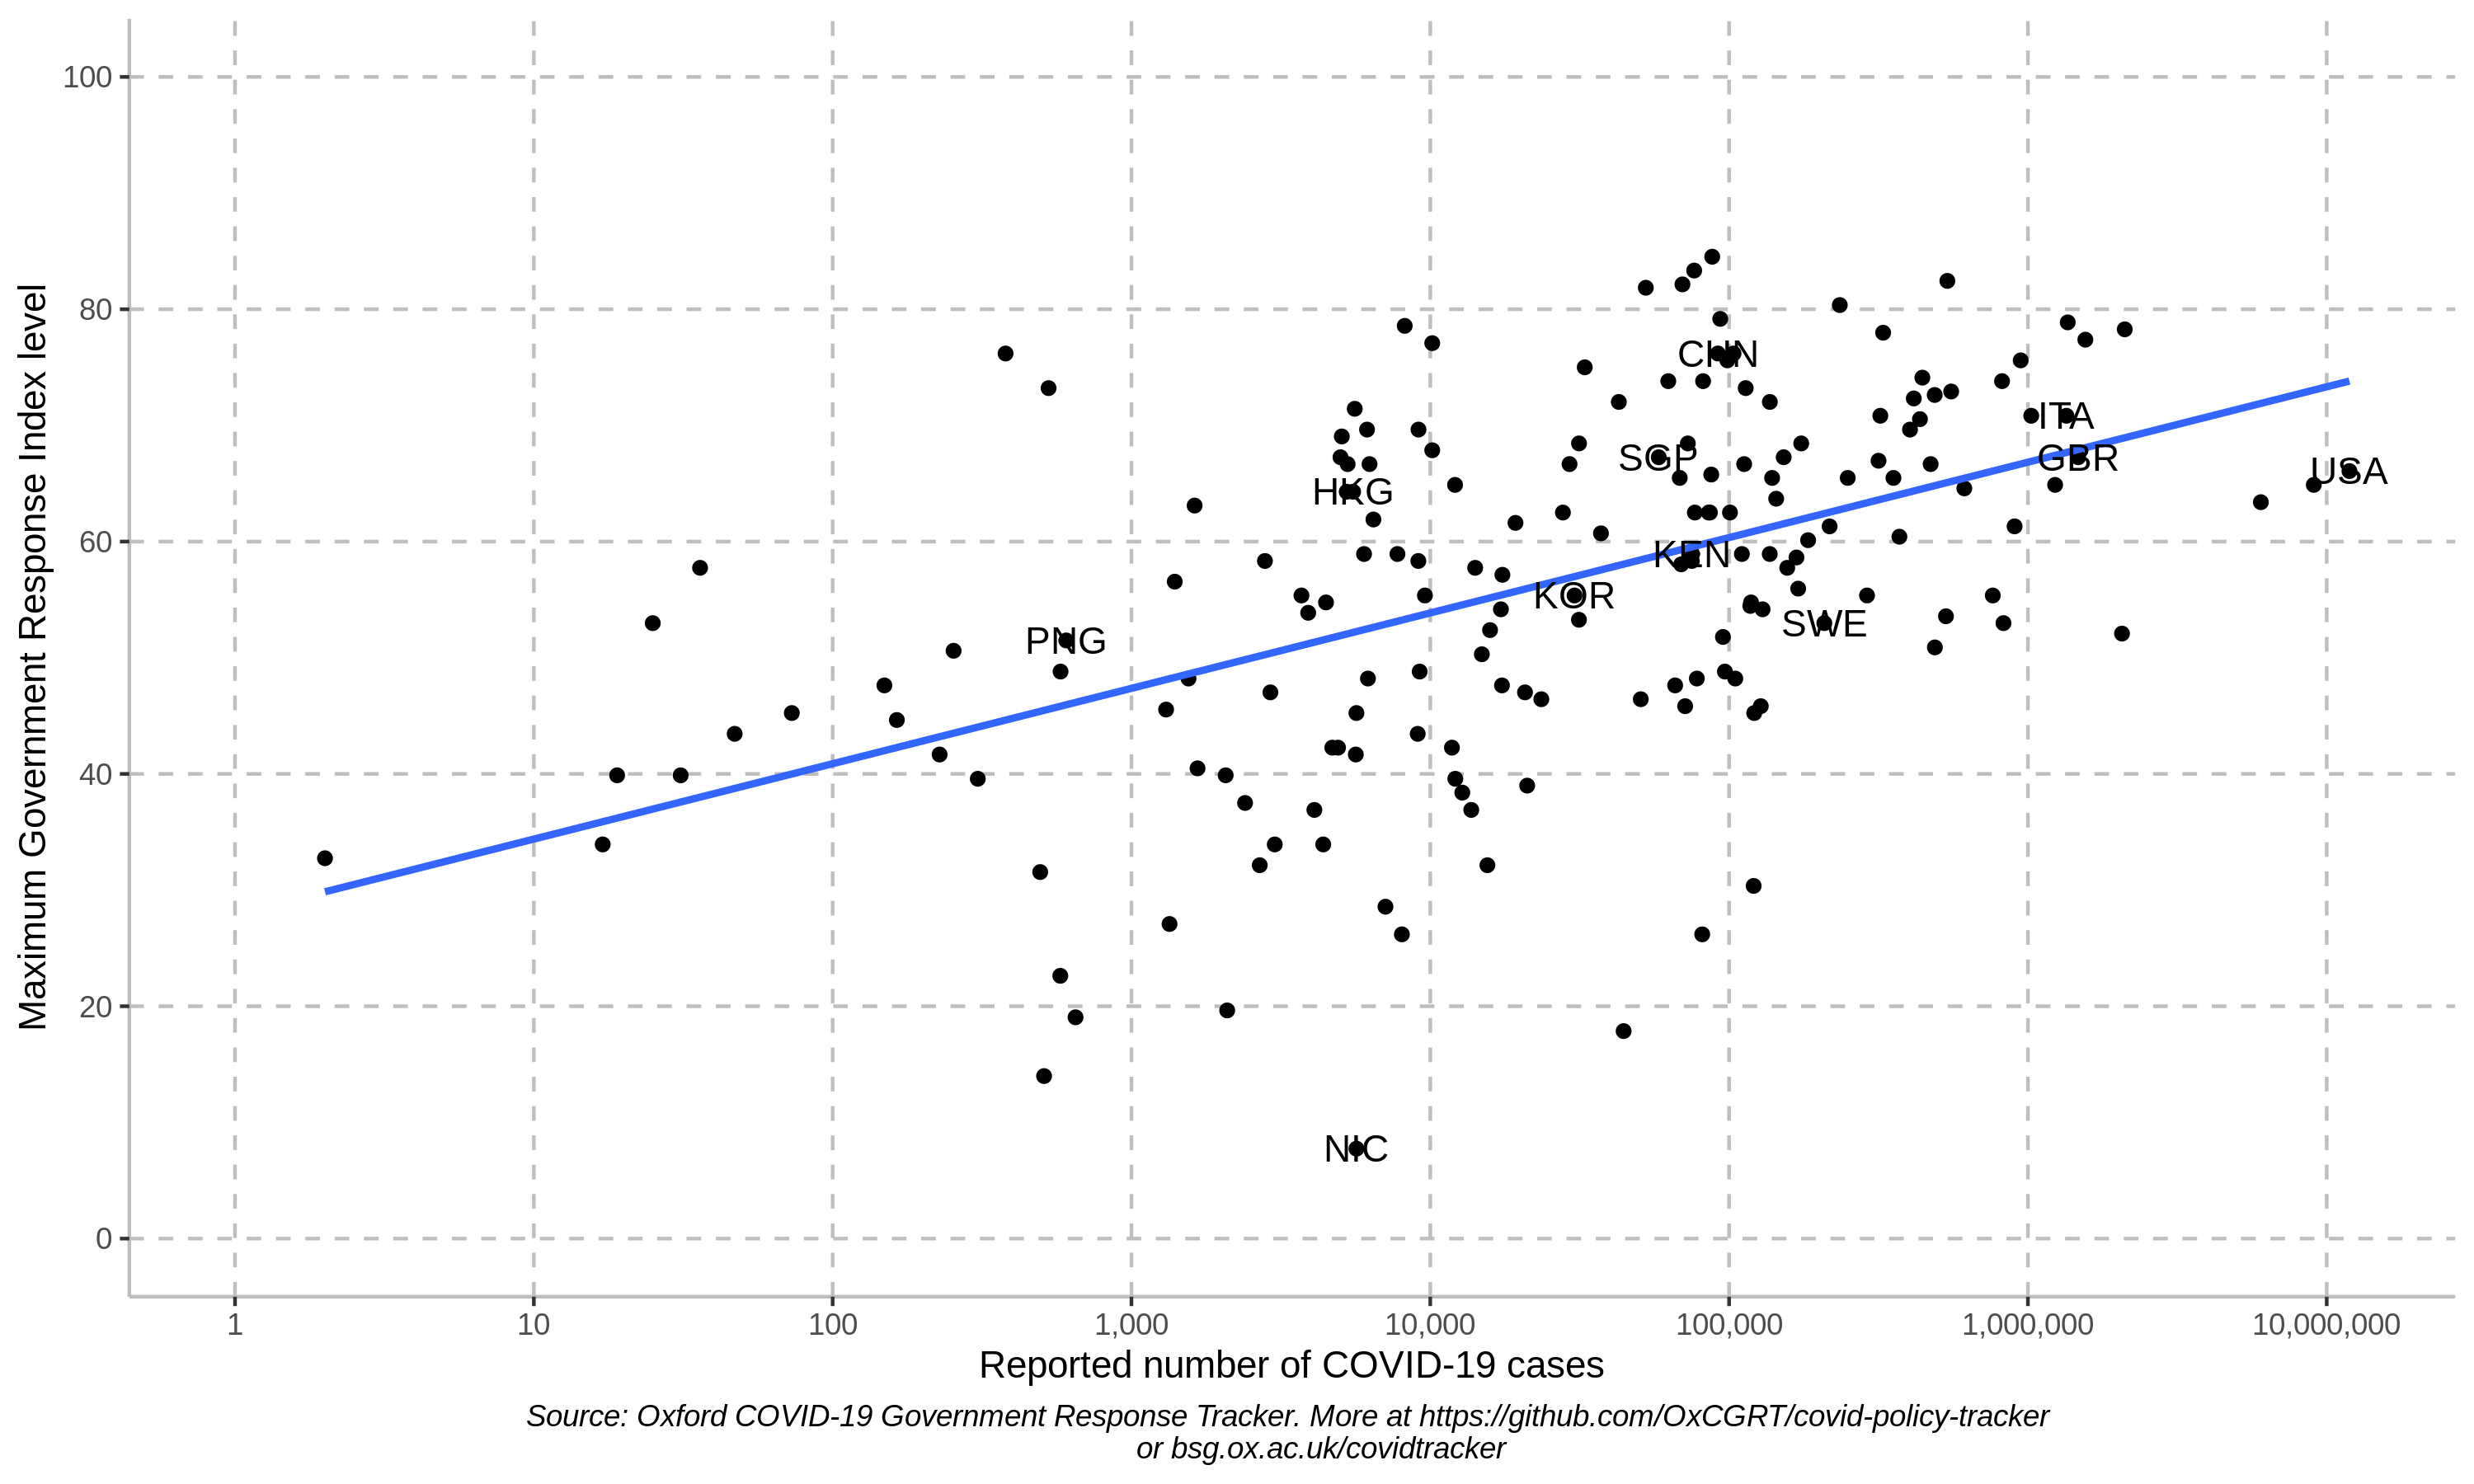 Maximum Government Response Index level
100
80
60
40
20
0
CHN
ITA
SGP
GBR
USA
HKG
KEN
KOR
SWE
PNG
NIC
1
10
100
1,000
10,000
100,000
1,000,000
10,000,000
Reported number of COVID-19 cases
Source: Oxford COVID-19 Government Response Tracker. More at https://github.com/OxCGRT/covid-policy-tracker
or bsg.ox.ac.uk/covidtracker